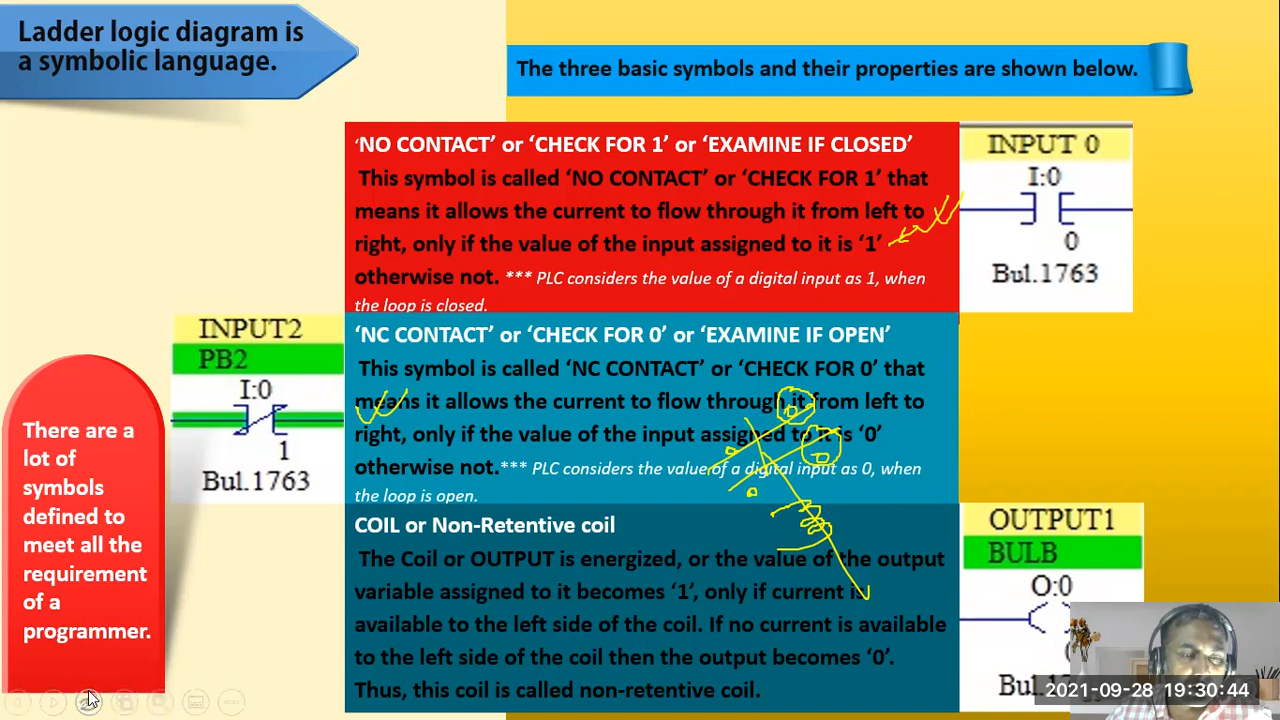 Ladder logic diagram is
a symbolic language.
The three basic symbols and their properties are shown below.
‘NO CONTACT’ or ‘CHECK FOR 1’ or ‘EXAMINE IF CLOSED’
This symbol is called ‘NO CONTACT’ or ‘CHECK FOR 1’ that
means it allows the current to flow through it from left to
right, only if the value of the input assigned to it is ‘1’
otherwise not. *** PLC considers the value of a digital input as 1, when
the loop is closed.
INPUT 0
I:0
0
Bul.1763
INPUT2
PB2
I:0
1
Bul.1763
‘NC CONTACT’ or ‘CHECK FOR 0’ or ‘EXAMINE IF OPEN’
This symbol is called ‘NC CONTACT’ or ‘CHECK FOR 0’ that
means it allows the current to flow through it from left to
right, only if the value of the input assigned to it is ‘0’
otherwise not.*** PLC considers the value of a digital input as 0, when
the loop is open.
There are a
lot of
symbols
defined to
meet all the
requirement
of a
programmer.
COIL or Non-Retentive coil
The Coil or OUTPUT is energized, or the value of the output
variable assigned to it becomes ‘1’, only if current is
available to the left side of the coil. If no current is available
to the left side of the coil then the output becomes ‘0’.
Thus, this coil is called non-retentive coil.
OUTPUT1
BULB
O:0
2021-09-28 19:30:44